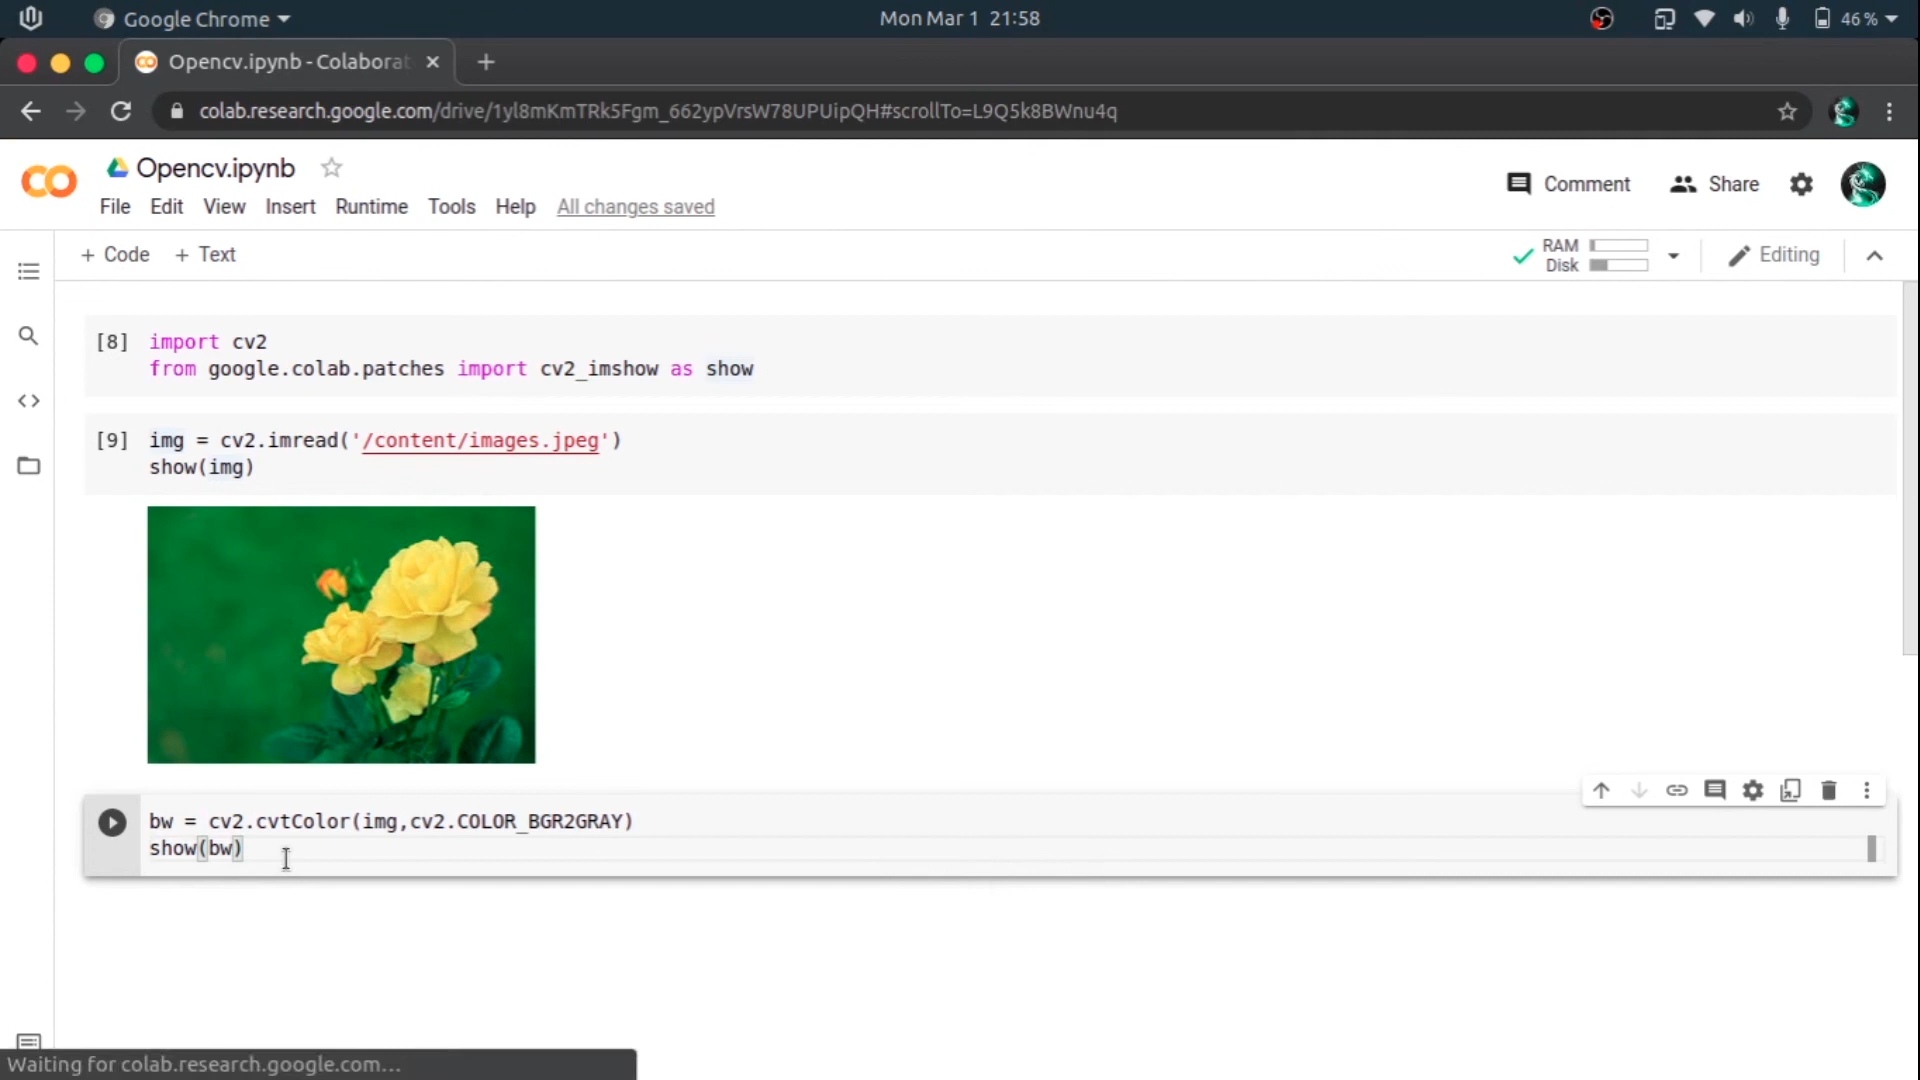 Google Chrome
Mon Mar 1 21:58
46 %
Opencv.ipynb - Colaborat
colab.research.google.com/drive/1yl8mKmTRk5Fgm_662ypVrsW78UPUipQH#scrollTo=L9Q5k8BWnu4q
Opencv.ipynb
Comment
Share
File Edit View Insert Runtime Tools Help All changes saved
+ Code + Text
RAM
Disk
Editing
[8] import cv2
from google.colab.patches import cv2_imshow as show
[9] img = cv2.imread('/content/images.jpeg')
show(img)
bw = cv2.cvtColor(img,cv2.COLOR_BGR2GRAY)
show(bw)
Waiting for colab.research.google.com...